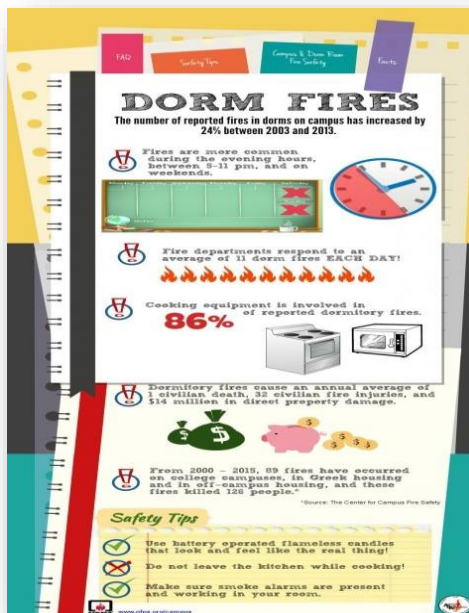 FAQ
Safety Tips
Campus & Dorm Room
Fire Safety
Facts
DORM FIRES
The number of reported fires in dorms on campus has increased by
24% between 2003 and 2013.
Fires are more common
during the evening hours,
between 5-11 pm, and on
weekends.
Fire departments respond to an
average of 11 dorm fires EACH DAY!
Cooking equipment is involved in
86% of reported dormitory fires.
Dormitory fires cause an annual average of
1 civilian death, 32 civilian fire injuries, and
$14 million in direct property damage.
From 2000 - 2015, 89 fires have occurred
on college campuses, in Greek housing
and in off-campus housing, and those
fires killed 126 people.*
*Source: The Center for Campus Fire Safety
Safety Tips
Use battery operated flameless candles
that look and feel like the real thing!
Do not leave the kitchen while cooking!
Make sure smoke alarms are present
and working in your room.
www.nfpa.org/campus